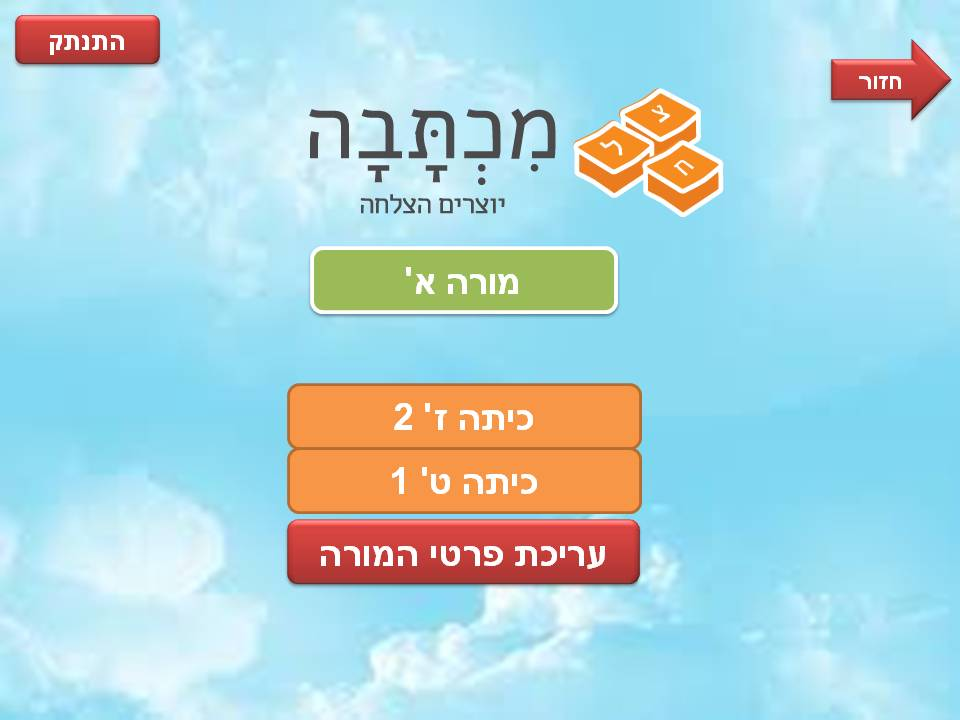 התנתק
חזור
מִכְתָּבָה
צ
ל
ח
יוצרים הצלחה
מורה א'
כיתה ז' 2
כיתה ט' 1
עריכת פרטי המורה